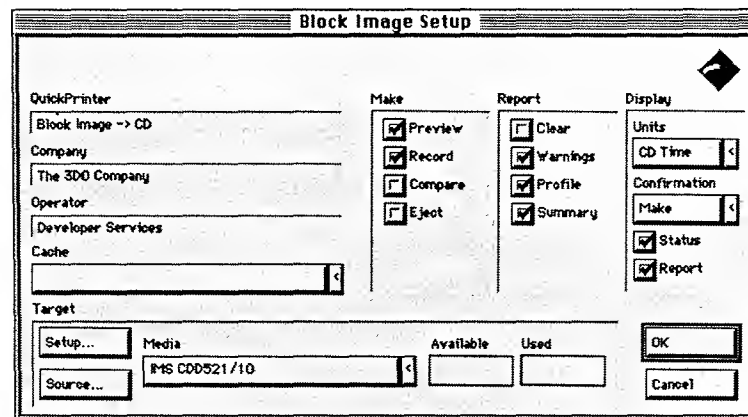 Block Image Setup
QuickPrinter
Block Image -> CD
Company
The 3DO Company
Operator
Developer Services
Cache
Make
Preview
Record
Compare
Eject
Report
Clear
Warnings
Profile
Summary
Display
Units
CD Time
Confirmation
Make
Status
Report
Target
Setup...
Source...
Media
IMS CDD521/10
Available
Used
OK
Cancel